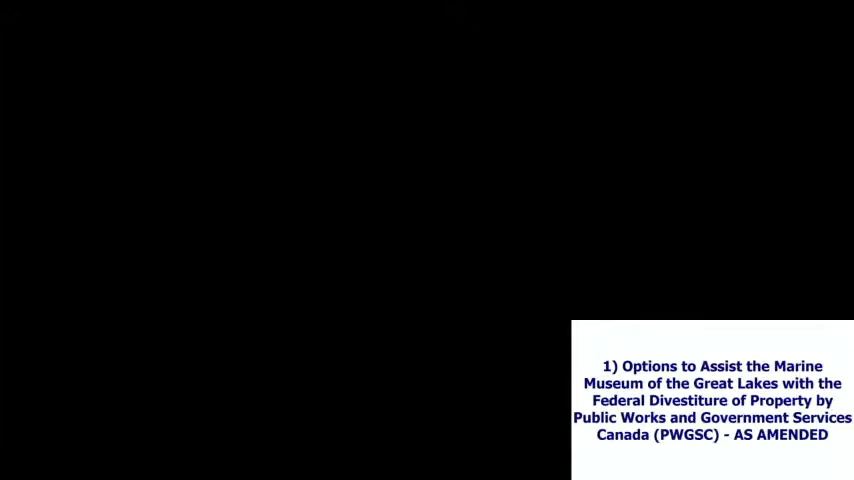 1) Options to Assist the Marine
Museum of the Great Lakes with the
Federal Divestiture of Property by
Public Works and Government Services
Canada (PWGSC) - AS AMENDED